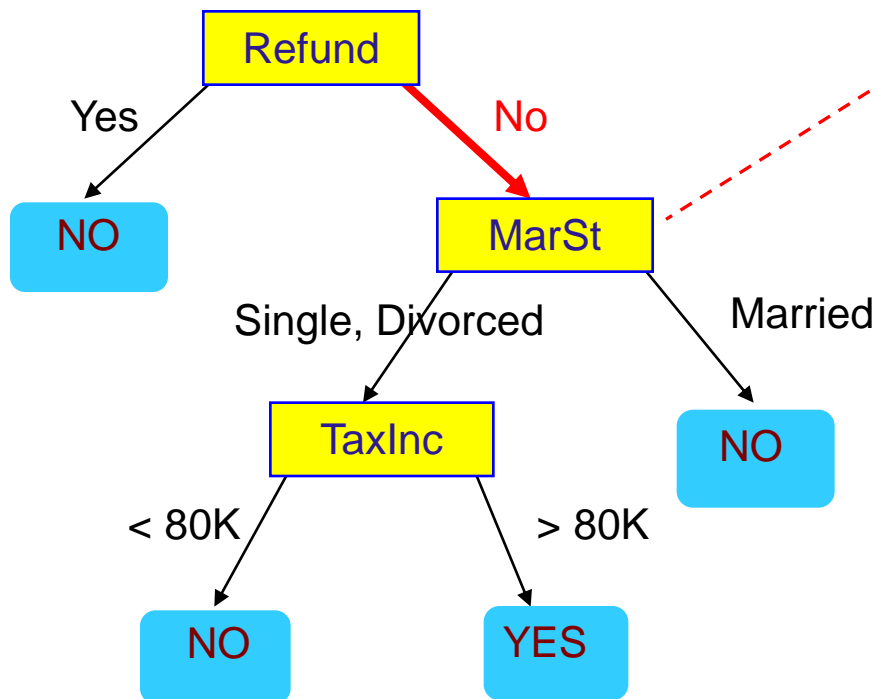 Refund
Yes
No
NO
MarSt
Single, Divorced
Married
TaxInc
NO
< 80K
> 80K
NO
YES